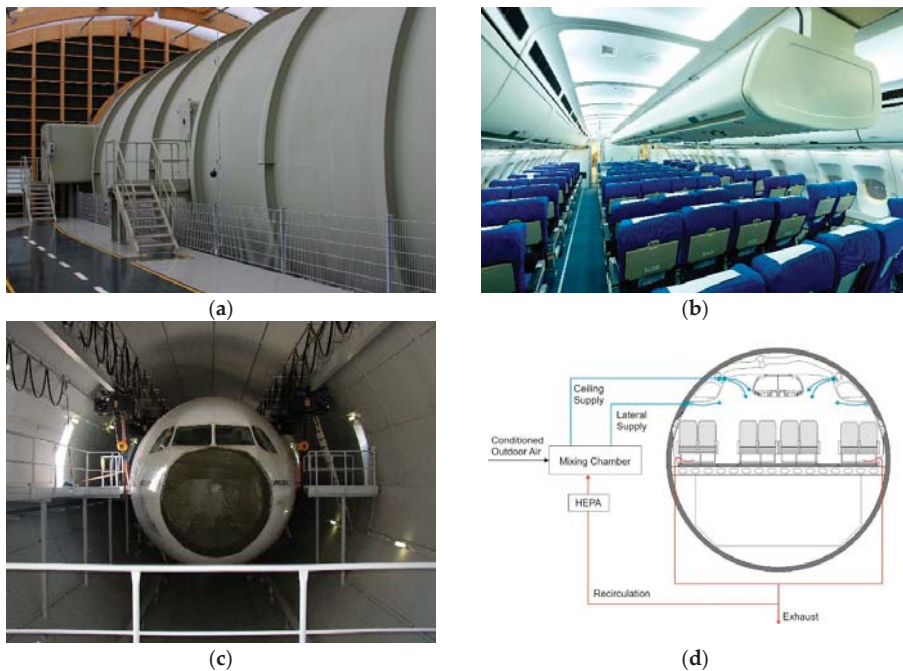 (a)
(b)
Ceiling
Supply
Lateral
Supply
Conditioned
Outdoor Air
Mixing Chamber
HEPA
Recirculation
Exhaust
(c)
(d)